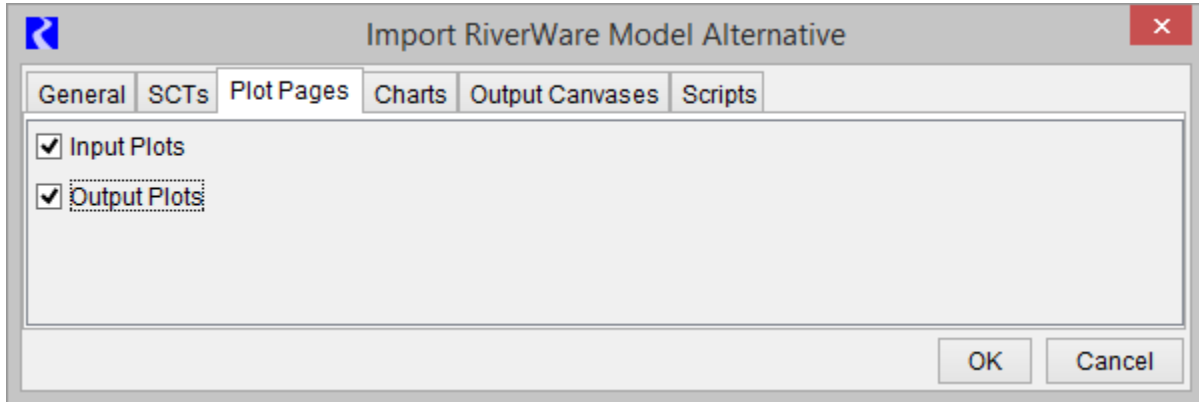 Import RiverWare Model Alternative
General SCTs Plot Pages Charts Output Canvases Scripts
Input Plots
Output Plots
OK Cancel